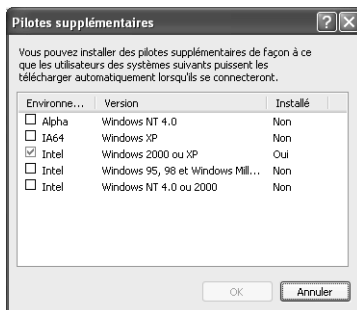 Pilotes supplémentaires
Vous pouvez installer des pilotes supplémentaires de façon à ce
que les utilisateurs des systèmes suivants puissent les
télécharger automatiquement lorsqu'ils se connecteront.
Environne... Version Installé
Alpha Windows NT 4.0 Non
IA64 Windows XP Non
Intel Windows 2000 ou XP Oui
Intel Windows 95, 98 et Windows Mill... Non
Intel Windows NT 4.0 ou 2000 Non
OK Annuler